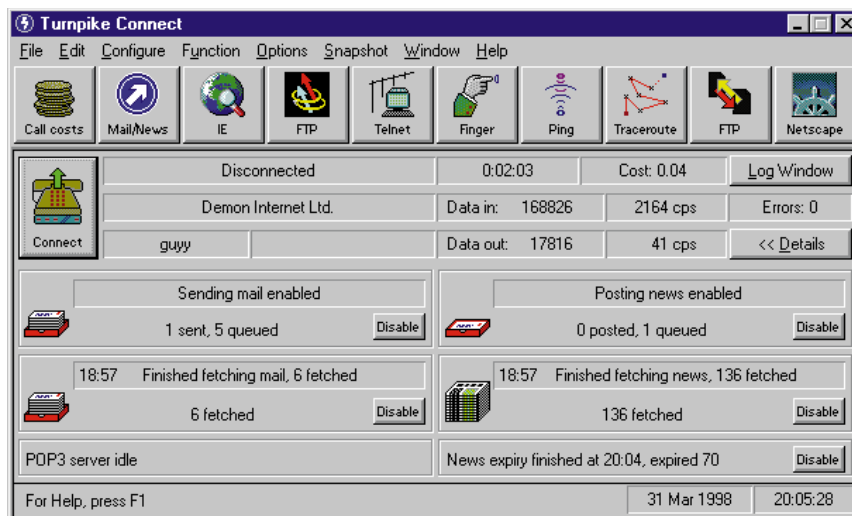 Turnpike Connect
File Edit Configure Function Options Snapshot Window Help
Call costs Mail/News IE FTP Telnet Finger Ping Traceroute FTP Netscape
Disconnected 0:02:03 Cost: 0.04 Log Window
Demon Internet Ltd. Data in: 168826 2164 cps Errors: 0
Connect guyy Data out: 17816 41 cps << Details
Sending mail enabled Posting news enabled
1 sent, 5 queued Disable 0 posted, 1 queued Disable
18:57 Finished fetching mail, 6 fetched 18:57 Finished fetching news, 136 fetched
6 fetched Disable 136 fetched Disable
POP3 server idle News expiry finished at 20:04, expired 70 Disable
For Help, press F1 31 Mar 1998 20:05:28